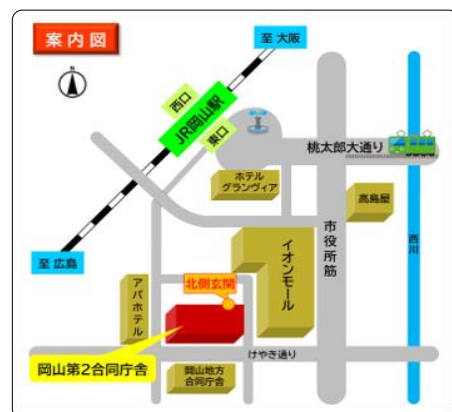 案内図
至 大阪
N
西口
JR岡山駅
東口
桃太郎大通り
ホテル
グランヴィア
高島屋
市役所筋
西川
至 広島
イオンモール
北側玄関
アパホテル
けやき通り
岡山第2合同庁舎
岡山地方
合同庁舎